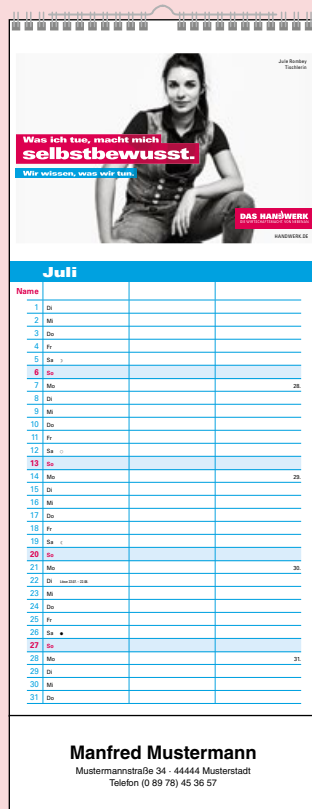 Jule Rombey
Tischlerin
Was ich tue, macht mich
selbstbewusst.
Wir wissen, was wir tun.
DAS HANDWERK
DIE WIRTSCHAFTSMACHT. VON NEBENAN.
HANDWERK.DE
Juli
Name
1 Di
2 Mi
3 Do
4 Fr
5 Sa
6 So
7 Mo 28.
8 Di
9 Mi
10 Do
11 Fr
12 Sa
13 So
14 Mo 29.
15 Di
16 Mi
17 Do
18 Fr
19 Sa
20 So
21 Mo 30.
22 Di
23 Mi
24 Do
25 Fr
26 Sa
27 So
28 Mo 31.
29 Di
30 Mi
31 Do
Manfred Mustermann
Mustermannstraße 34 · 44444 Musterstadt
Telefon (0 89 78) 45 36 57